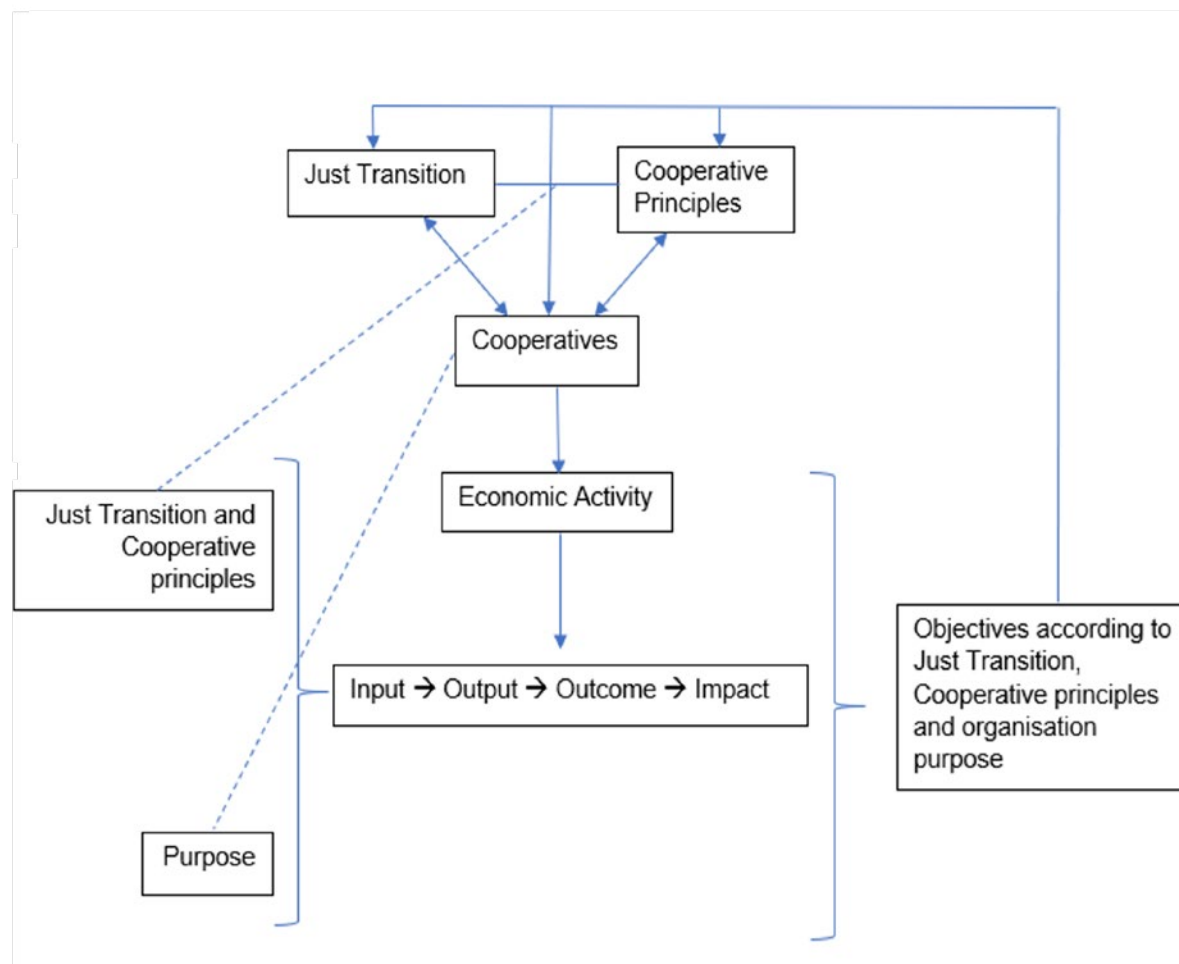 Just Transition
Cooperative
Principles
Cooperatives
Economic Activity
Just Transition and
Cooperative
principles
Input → Output → Outcome → Impact
Objectives according to
Just Transition,
Cooperative principles
and organisation
purpose
Purpose